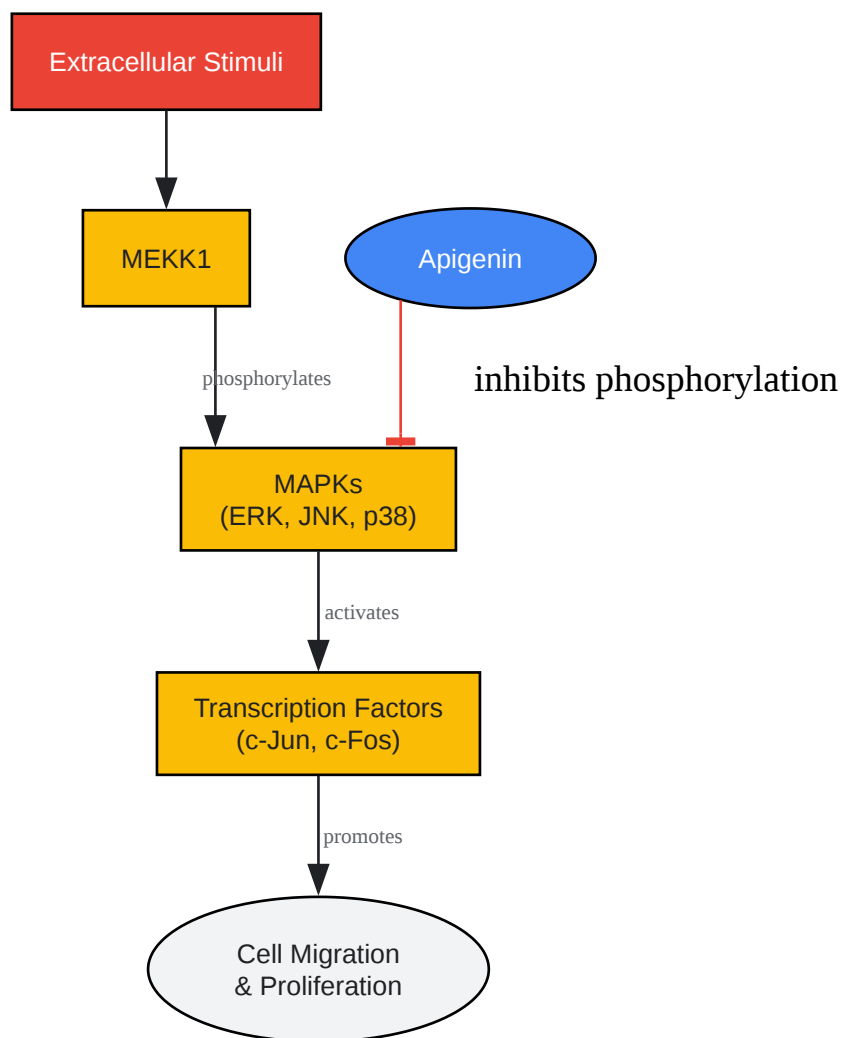 Extracellular Stimuli
MEKK1
Apigenin
phosphorylates
inhibits phosphorylation
MAPKs
(ERK, JNK, p38)
activates
Transcription Factors
(c-Jun, c-Fos)
promotes
Cell Migration
& Proliferation